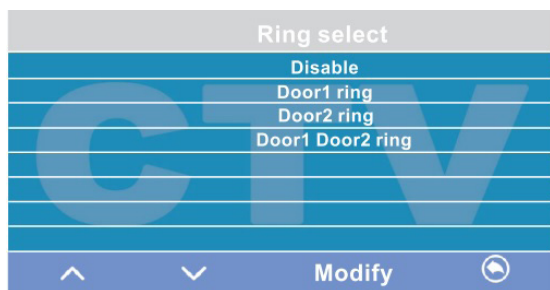 Ring select
Disable
Door1 ring
Door2 ring
Door1 Door2 ring
CTV
Modify